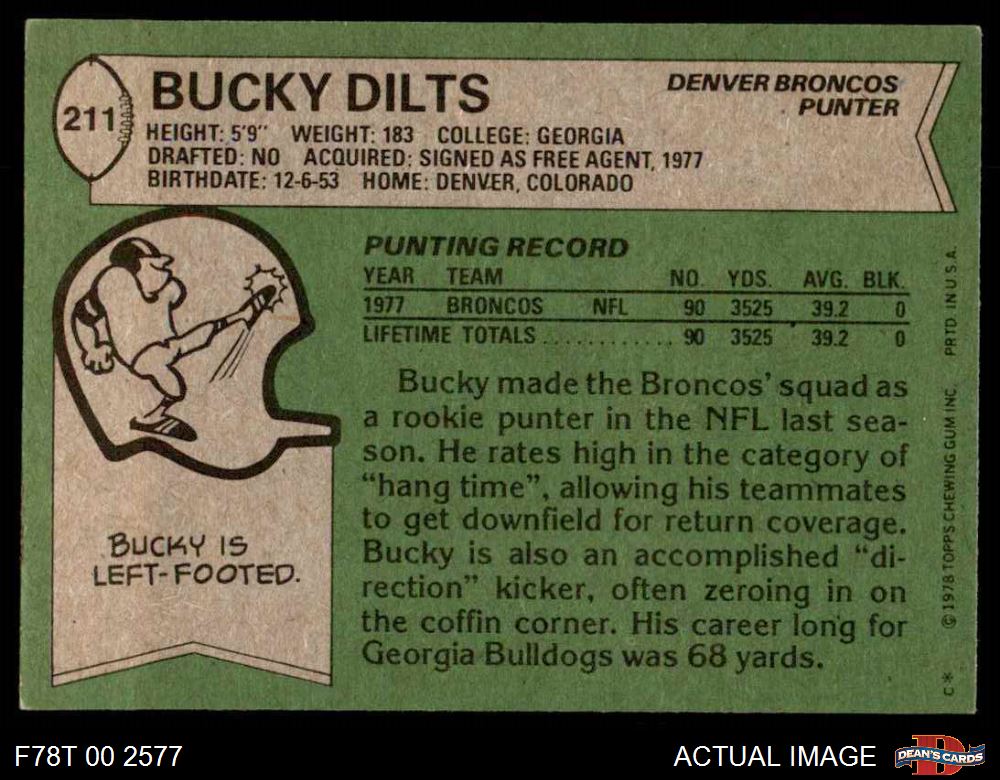 211
BUCKY DILTS
DENVER BRONCOS
PUNTER
HEIGHT: 5'9" WEIGHT: 183 COLLEGE: GEORGIA
DRAFTED: NO ACQUIRED: SIGNED AS FREE AGENT, 1977
BIRTHDATE: 12-6-53 HOME: DENVER, COLORADO
PUNTING RECORD
YEAR TEAM NO. YDS. AVG. BLK.
1977 BRONCOS NFL 90 3525 39.2 0
LIFETIME TOTALS ............ 90 3525 39.2 0
Bucky made the Broncos' squad as
a rookie punter in the NFL last sea-
son. He rates high in the category of
"hang time", allowing his teammates
to get downfield for return coverage.
Bucky is also an accomplished "di-
rection" kicker, often zeroing in on
the coffin corner. His career long for
Georgia Bulldogs was 68 yards.
BUCKY IS
LEFT-FOOTED.
C* © 1978 TOPPS CHEWING GUM INC. PRTD. IN U.S.A.
F78T 00 2577
ACTUAL IMAGE
D
DEAN'S CARDS